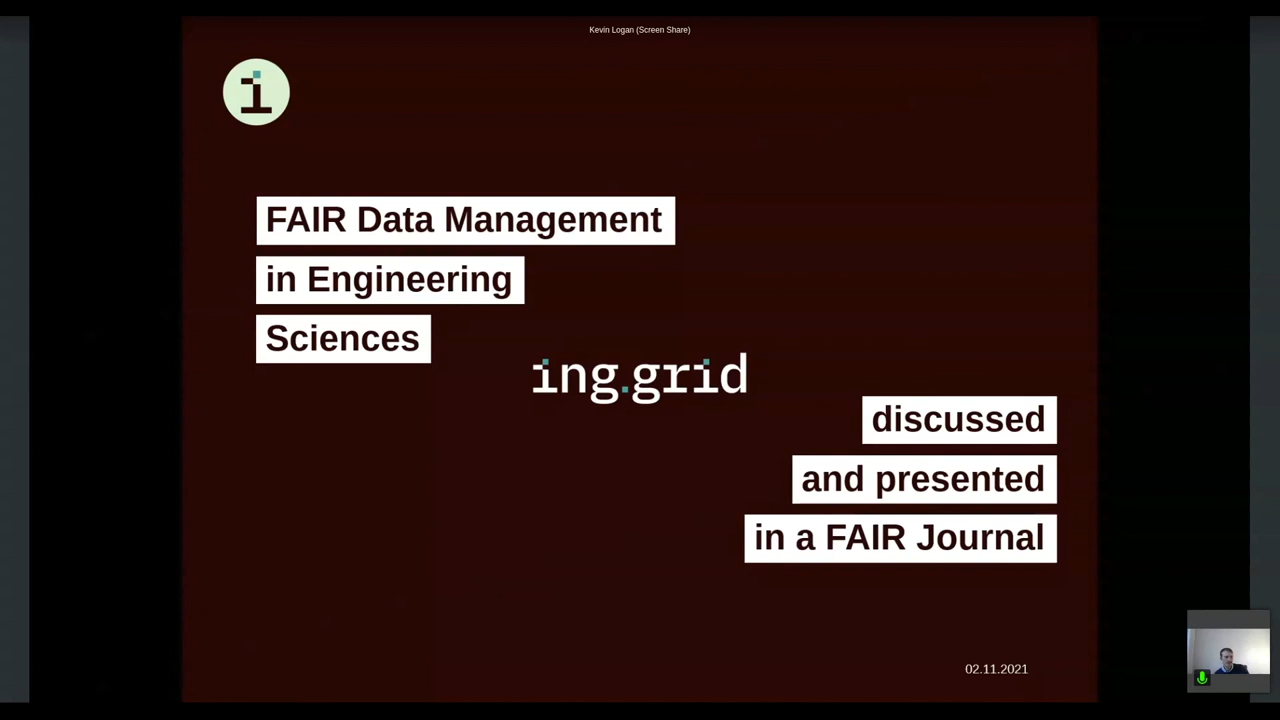 Kevin Logan (Screen Share)
i
FAIR Data Management
in Engineering
Sciences
ing.grid
discussed
and presented
in a FAIR Journal
02.11.2021